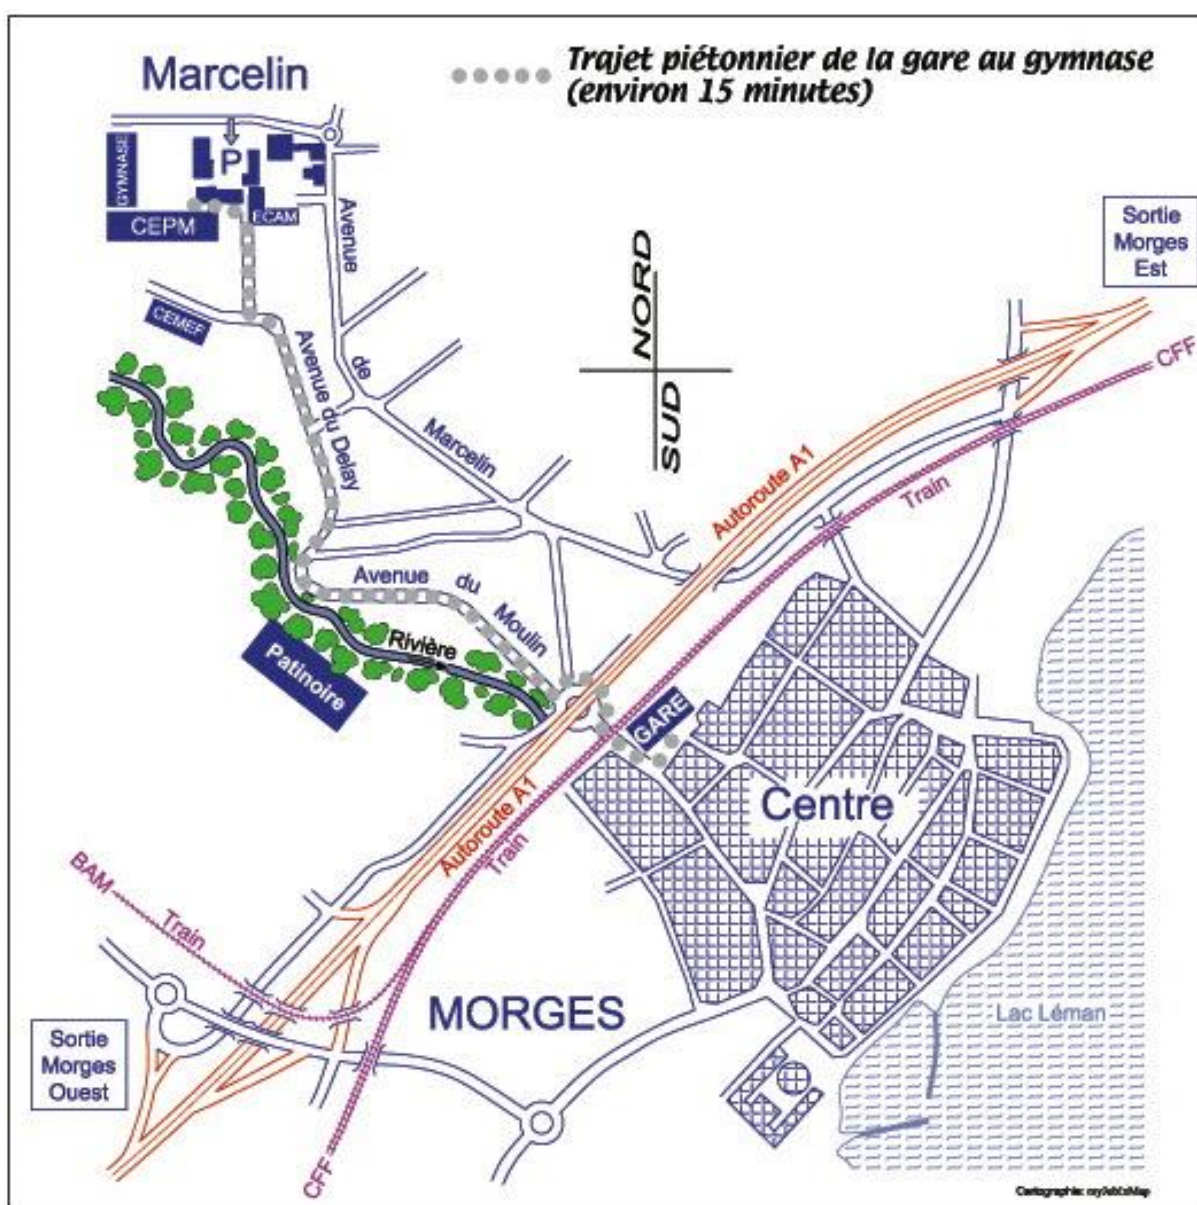 Marcelin
Trajet piétonnier de la gare au gymnase
(environ 15 minutes)
GYMNASE
P
CEPM
ECAM
Avenue
de
Marcelin
Sortie
Morges
Est
NORD
SUD
CEMEF
Avenue du Delay
CFF
Autoroute A1
Train
Avenue du Moulin
Rivière
Patinoire
GARE
Centre
Autoroute A1
Train
BAM
Train
MORGES
Lac Léman
Sortie
Morges
Ouest
CFF
Cartographie: